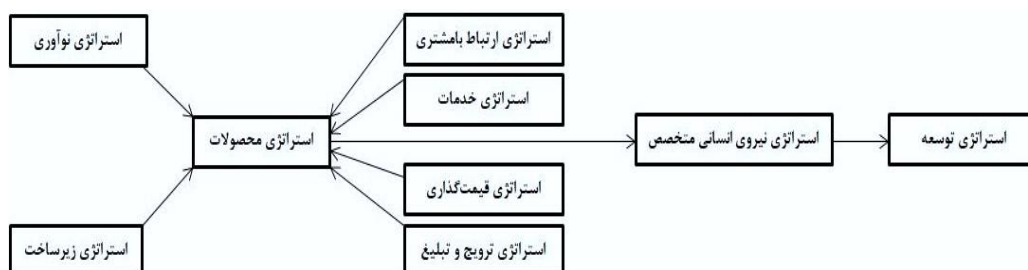 استراتژی نوآوری
استراتژی ارتباط بامشتری
استراتژی خدمات
استراتژی محصولات
استراتژی نیروی انسانی متخصص
استراتژی توسعه
استراتژی قیمت‌گذاری
استراتژی زیرساخت
استراتژی ترویج و تبلیغ